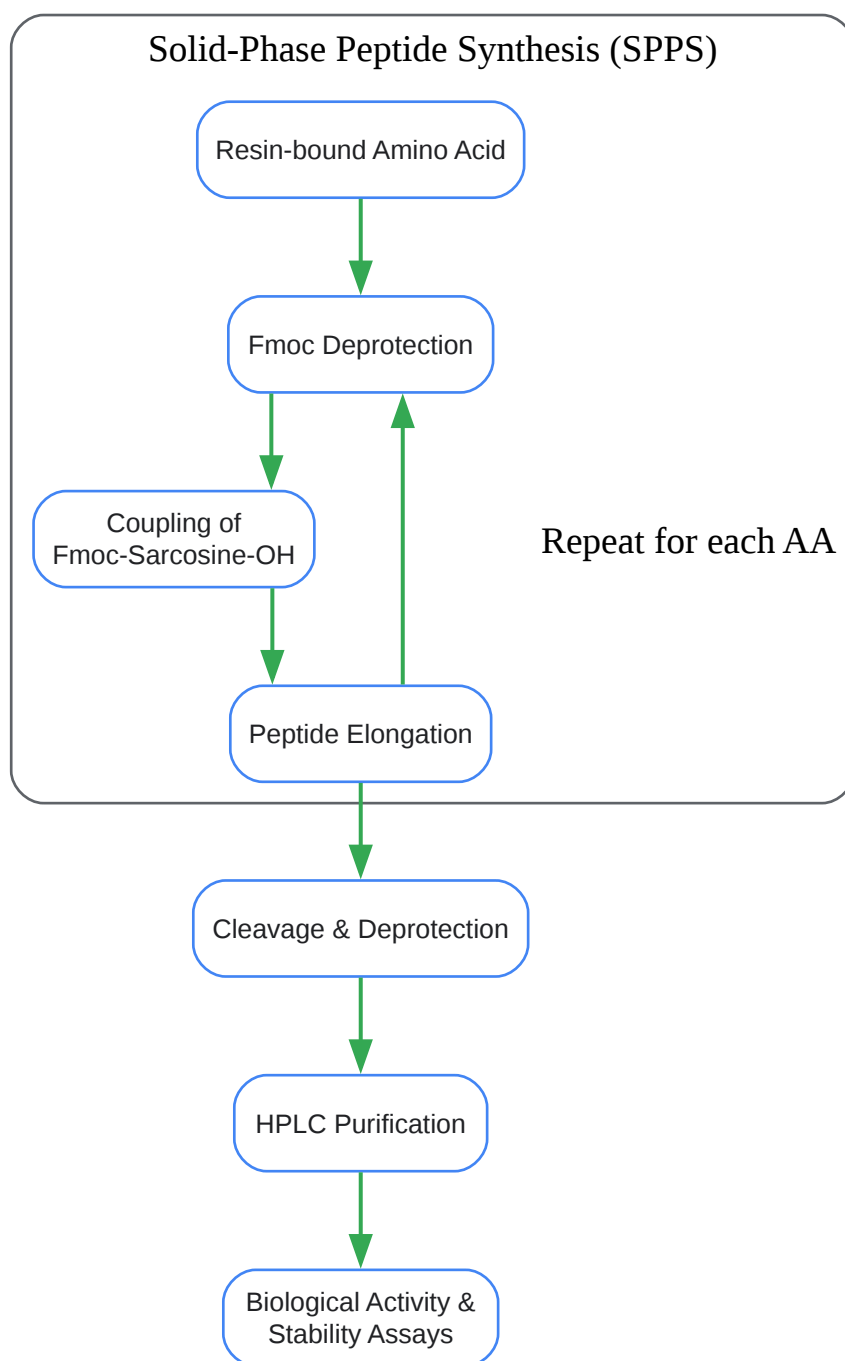 Solid-Phase Peptide Synthesis (SPPS)
Resin-bound Amino Acid
Fmoc Deprotection
Coupling of
Fmoc-Sarcosine-OH
Repeat for each AA
Peptide Elongation
Cleavage & Deprotection
HPLC Purification
Biological Activity &
Stability Assays